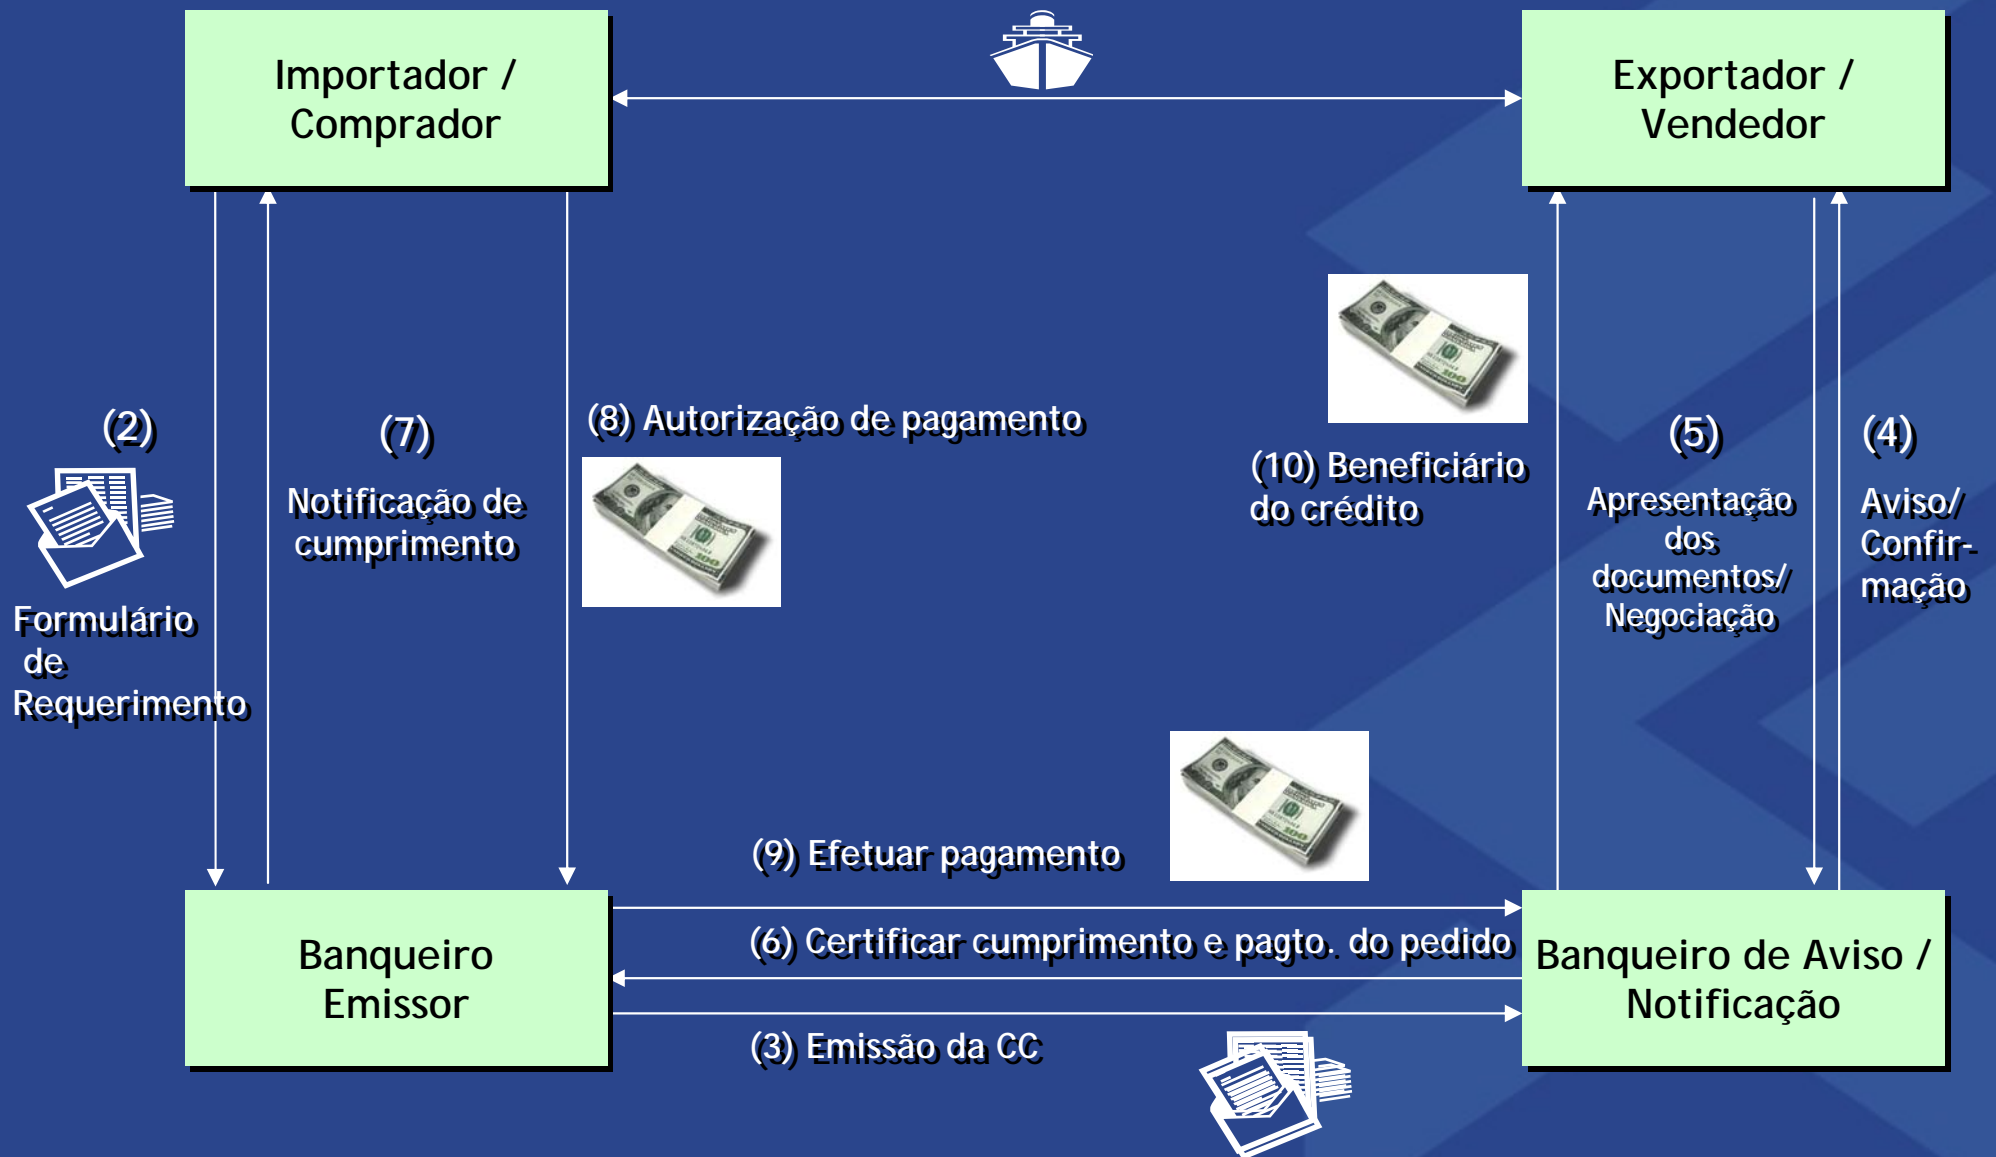 Importador /
Comprador
Exportador /
Vendedor
(2)
Formulário
de
Requerimento
(7)
Notificação de
cumprimento
(8) Autorização de pagamento
(10) Beneficiário
do crédito
(5)
Apresentação
dos
documentos/
Negociação
(4)
Aviso/
Confir-
mação
(9) Efetuar pagamento
(6) Certificar cumprimento e pagto. do pedido
(3) Emissão da CC
Banqueiro
Emissor
Banqueiro de Aviso /
Notificação